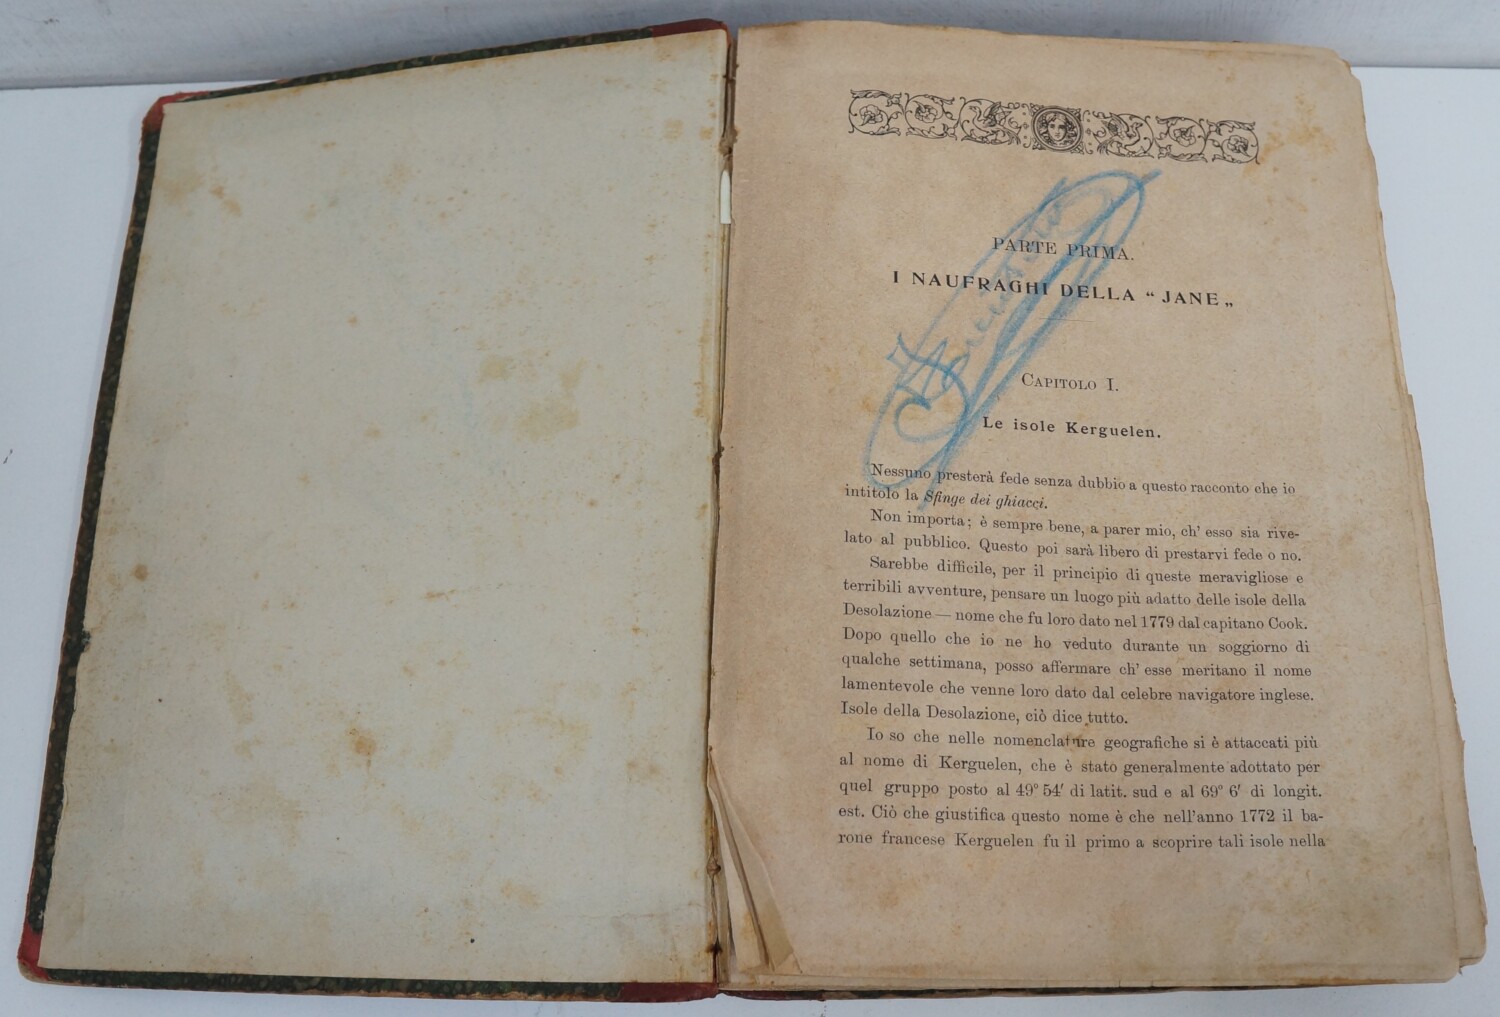 PARTE PRIMA.
I NAUFRAGHI DELLA “ JANE „
CAPITOLO I.
Le isole Kerguelen.
Nessuno presterà fede senza dubbio a questo racconto che io
intitolo la Sfinge dei ghiacci.
Non importa; è sempre bene, a parer mio, ch' esso sia rive-
lato al pubblico. Questo poi sarà libero di prestarvi fede o no.
Sarebbe difficile, per il principio di queste meravigliose e
terribili avventure, pensare un luogo più adatto delle isole della
Desolazione — nome che fu loro dato nel 1779 dal capitano Cook.
Dopo quello che io ne ho veduto durante un soggiorno di
qualche settimana, posso affermare ch' esse meritano il nome
lamentevole che venne loro dato dal celebre navigatore inglese.
Isole della Desolazione, ciò dice tutto.
Io so che nelle nomenclature geografiche si è attaccati più
al nome di Kerguelen, che è stato generalmente adottato per
quel gruppo posto al 49° 54' di latit. sud e al 69° 6' di longit.
est. Ciò che giustifica questo nome è che nell'anno 1772 il ba-
rone francese Kerguelen fu il primo a scoprire tali isole nella